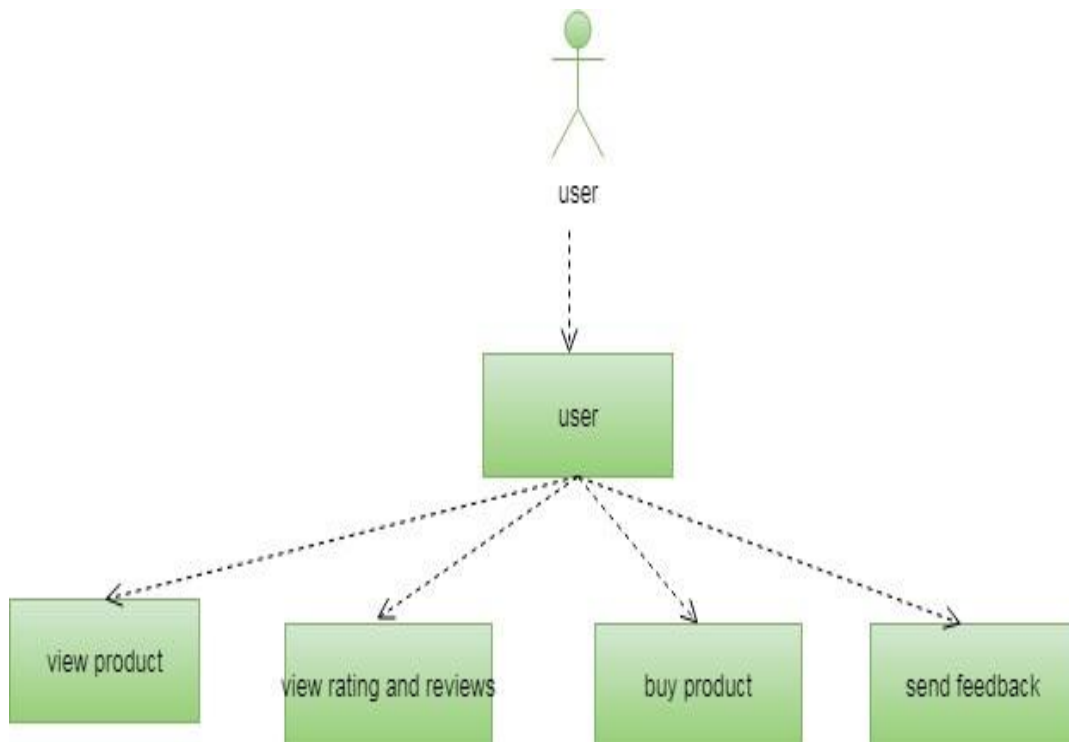 user
user
view product
view rating and reviews
buy product
send feedback